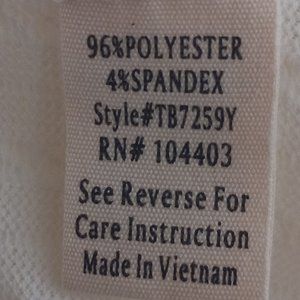 96%POLYESTER
4%SPANDEX
Style#TB7259Y
RN# 104403
See Reverse For
Care Instruction
Made In Vietnam